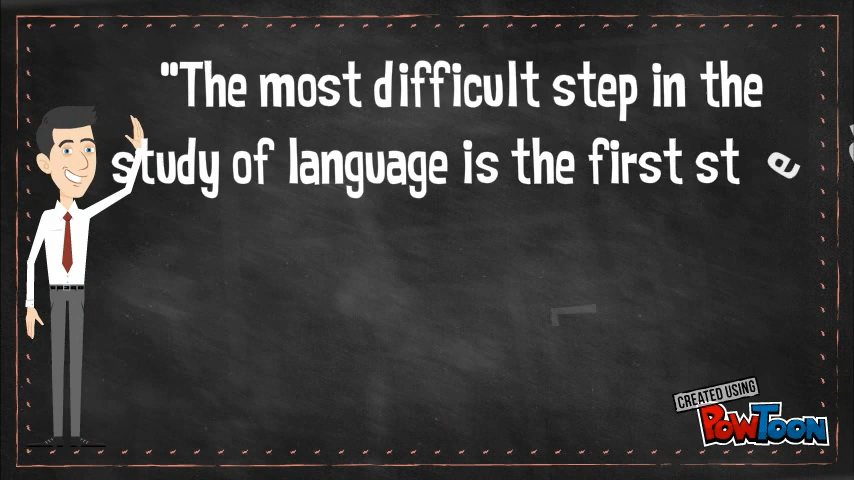 "The most difficult step in the
study of language is the first st e
CREATED USING
POWTOON